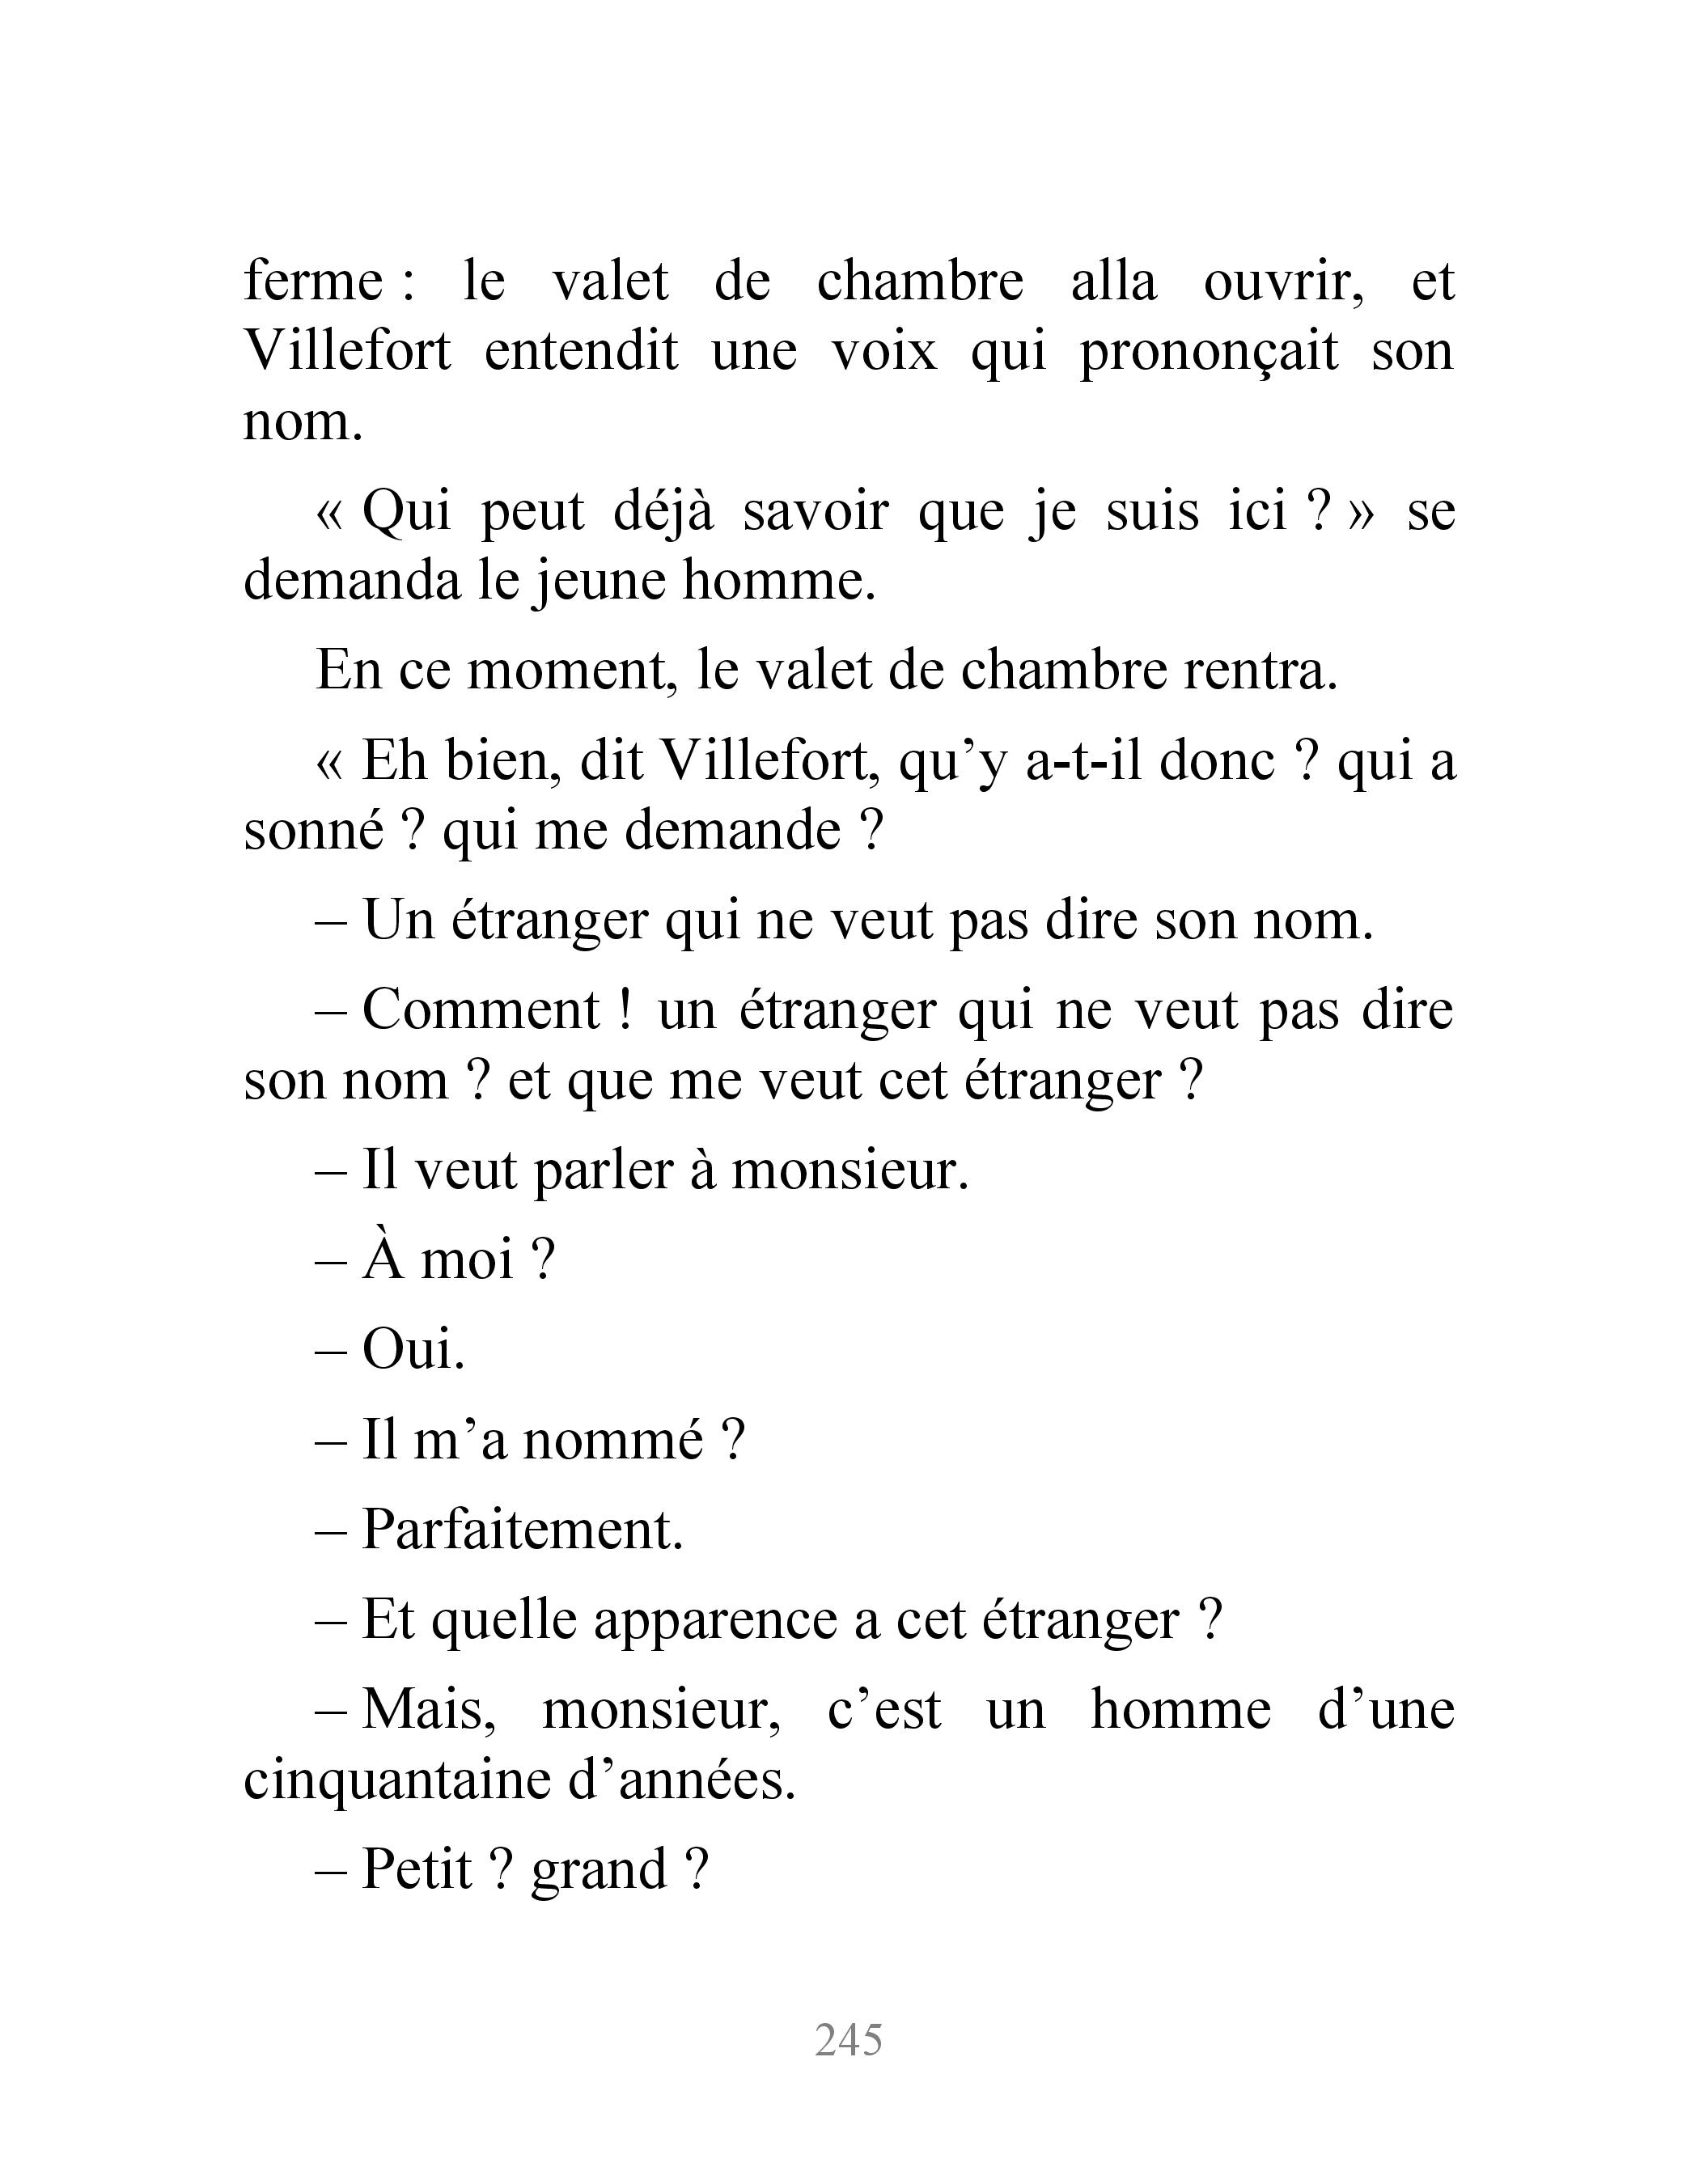 ferme : le valet de chambre alla ouvrir, et
Villefort entendit une voix qui prononçait son
nom.
« Qui peut déjà savoir que je suis ici ? » se
demanda le jeune homme.
En ce moment, le valet de chambre rentra.
« Eh bien, dit Villefort, qu’y a-t-il donc ? qui a
sonné ? qui me demande ?
– Un étranger qui ne veut pas dire son nom.
– Comment ! un étranger qui ne veut pas dire
son nom ? et que me veut cet étranger ?
– Il veut parler à monsieur.
– À moi ?
– Oui.
– Il m’a nommé ?
– Parfaitement.
– Et quelle apparence a cet étranger ?
– Mais, monsieur, c’est un homme d’une
cinquantaine d’années.
– Petit ? grand ?
245